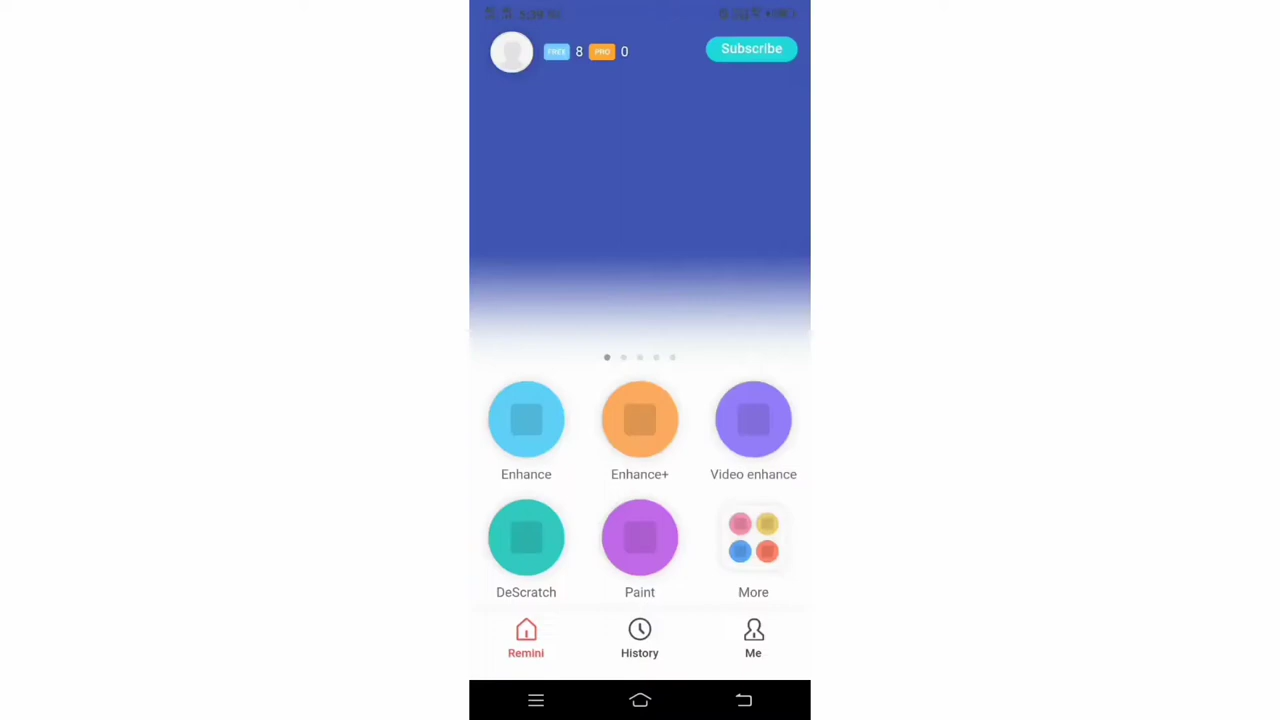 FREE 8 PRO 0 Subscribe
Enhance Enhance+ Video enhance
DeScratch Paint More
Remini History Me